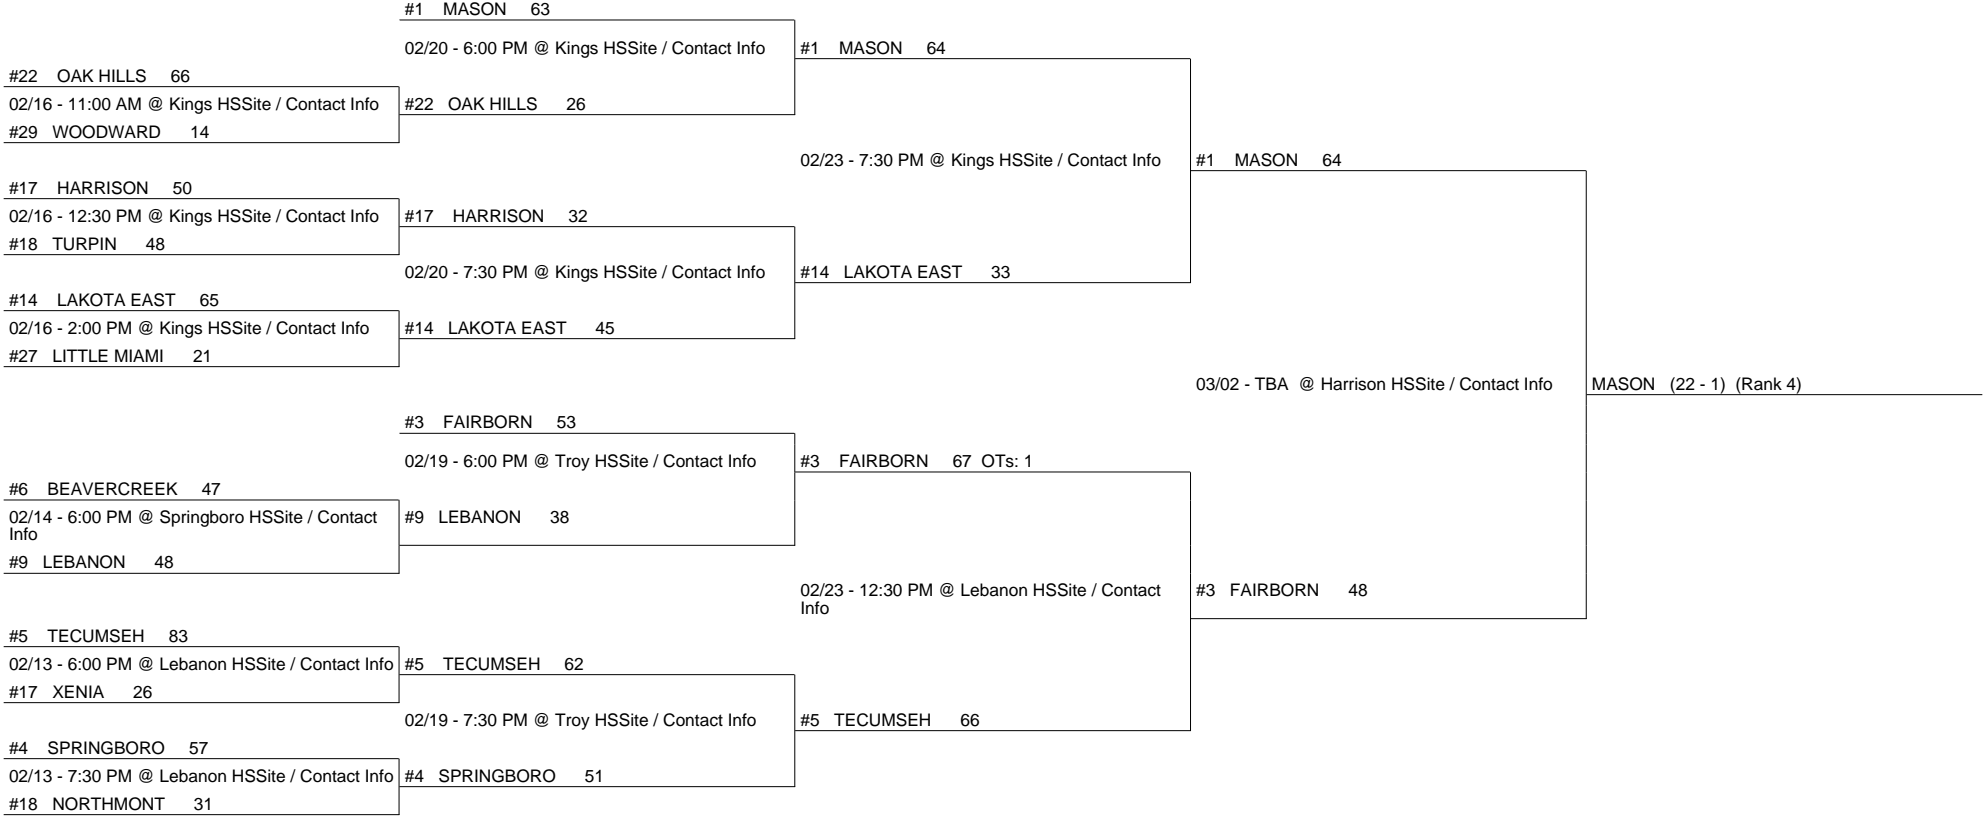 #1 MASON 63
02/20 - 6:00 PM @ Kings HSSite / Contact Info
#1 MASON 64
#22 OAK HILLS 66
02/16 - 11:00 AM @ Kings HSSite / Contact Info
#22 OAK HILLS 26
#29 WOODWARD 14
02/23 - 7:30 PM @ Kings HSSite / Contact Info
#1 MASON 64
#17 HARRISON 50
02/16 - 12:30 PM @ Kings HSSite / Contact Info
#17 HARRISON 32
#18 TURPIN 48
02/20 - 7:30 PM @ Kings HSSite / Contact Info
#14 LAKOTA EAST 33
#14 LAKOTA EAST 65
02/16 - 2:00 PM @ Kings HSSite / Contact Info
#14 LAKOTA EAST 45
#27 LITTLE MIAMI 21
03/02 - TBA @ Harrison HSSite / Contact Info
MASON (22 - 1) (Rank 4)
#3 FAIRBORN 53
02/19 - 6:00 PM @ Troy HSSite / Contact Info
#3 FAIRBORN 67 OTs: 1
#6 BEAVERCREEK 47
02/14 - 6:00 PM @ Springboro HSSite / Contact
Info
#9 LEBANON 38
#9 LEBANON 48
02/23 - 12:30 PM @ Lebanon HSSite / Contact
Info
#3 FAIRBORN 48
#5 TECUMSEH 83
02/13 - 6:00 PM @ Lebanon HSSite / Contact Info
#5 TECUMSEH 62
#17 XENIA 26
02/19 - 7:30 PM @ Troy HSSite / Contact Info
#5 TECUMSEH 66
#4 SPRINGBORO 57
02/13 - 7:30 PM @ Lebanon HSSite / Contact Info
#4 SPRINGBORO 51
#18 NORTHMONT 31